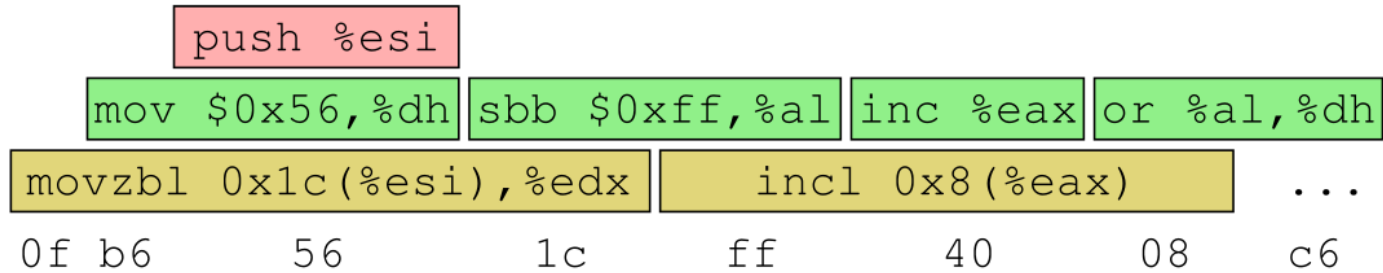 push %esi
mov $0x56,%dh sbb $0xff,%al inc %eax or %al,%dh
movzbl 0x1c(%esi),%edx incl 0x8(%eax) ...
0f b6 56 1c ff 40 08 c6